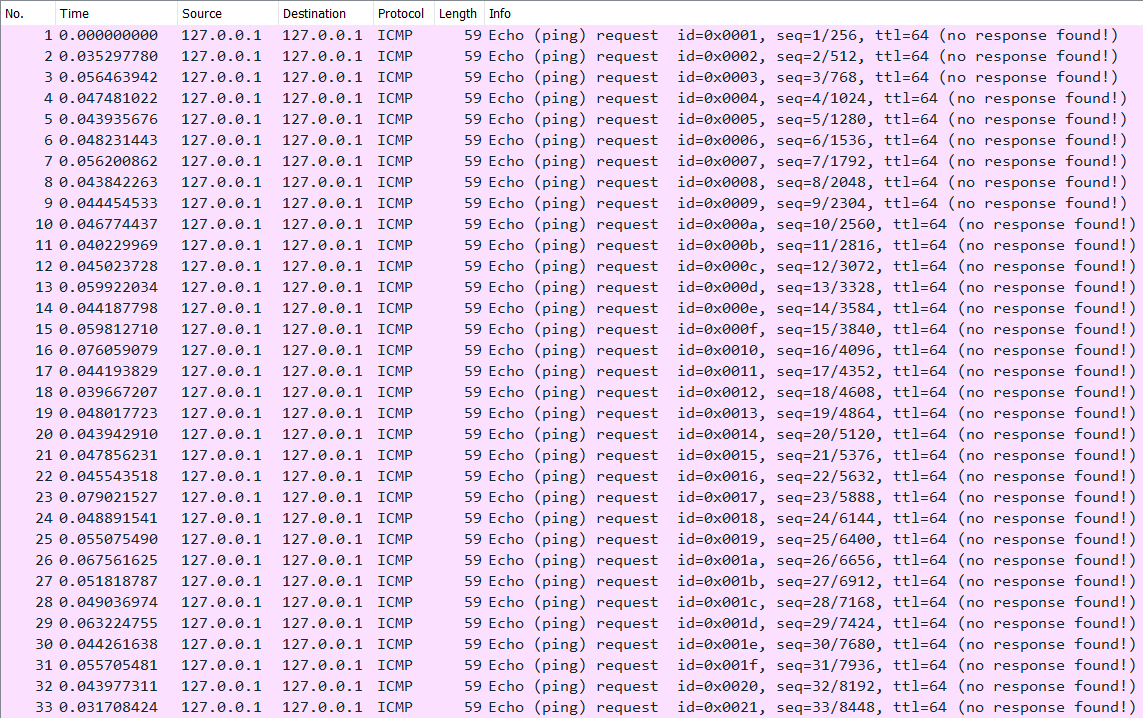 No. Time Source Destination Protocol Length Info
1 0.000000000 127.0.0.1 127.0.0.1 ICMP 59 Echo (ping) request id=0x0001, seq=1/256, ttl=64 (no response found!)
2 0.035297780 127.0.0.1 127.0.0.1 ICMP 59 Echo (ping) request id=0x0002, seq=2/512, ttl=64 (no response found!)
3 0.056463942 127.0.0.1 127.0.0.1 ICMP 59 Echo (ping) request id=0x0003, seq=3/768, ttl=64 (no response found!)
4 0.047481022 127.0.0.1 127.0.0.1 ICMP 59 Echo (ping) request id=0x0004, seq=4/1024, ttl=64 (no response found!)
5 0.043935676 127.0.0.1 127.0.0.1 ICMP 59 Echo (ping) request id=0x0005, seq=5/1280, ttl=64 (no response found!)
6 0.048231443 127.0.0.1 127.0.0.1 ICMP 59 Echo (ping) request id=0x0006, seq=6/1536, ttl=64 (no response found!)
7 0.056200862 127.0.0.1 127.0.0.1 ICMP 59 Echo (ping) request id=0x0007, seq=7/1792, ttl=64 (no response found!)
8 0.043842263 127.0.0.1 127.0.0.1 ICMP 59 Echo (ping) request id=0x0008, seq=8/2048, ttl=64 (no response found!)
9 0.044454533 127.0.0.1 127.0.0.1 ICMP 59 Echo (ping) request id=0x0009, seq=9/2304, ttl=64 (no response found!)
10 0.046774437 127.0.0.1 127.0.0.1 ICMP 59 Echo (ping) request id=0x000a, seq=10/2560, ttl=64 (no response found!)
11 0.040229969 127.0.0.1 127.0.0.1 ICMP 59 Echo (ping) request id=0x000b, seq=11/2816, ttl=64 (no response found!)
12 0.045023728 127.0.0.1 127.0.0.1 ICMP 59 Echo (ping) request id=0x000c, seq=12/3072, ttl=64 (no response found!)
13 0.059922034 127.0.0.1 127.0.0.1 ICMP 59 Echo (ping) request id=0x000d, seq=13/3328, ttl=64 (no response found!)
14 0.044187798 127.0.0.1 127.0.0.1 ICMP 59 Echo (ping) request id=0x000e, seq=14/3584, ttl=64 (no response found!)
15 0.059812710 127.0.0.1 127.0.0.1 ICMP 59 Echo (ping) request id=0x000f, seq=15/3840, ttl=64 (no response found!)
16 0.076059079 127.0.0.1 127.0.0.1 ICMP 59 Echo (ping) request id=0x0010, seq=16/4096, ttl=64 (no response found!)
17 0.044193829 127.0.0.1 127.0.0.1 ICMP 59 Echo (ping) request id=0x0011, seq=17/4352, ttl=64 (no response found!)
18 0.039667207 127.0.0.1 127.0.0.1 ICMP 59 Echo (ping) request id=0x0012, seq=18/4608, ttl=64 (no response found!)
19 0.048017723 127.0.0.1 127.0.0.1 ICMP 59 Echo (ping) request id=0x0013, seq=19/4864, ttl=64 (no response found!)
20 0.043942910 127.0.0.1 127.0.0.1 ICMP 59 Echo (ping) request id=0x0014, seq=20/5120, ttl=64 (no response found!)
21 0.047856231 127.0.0.1 127.0.0.1 ICMP 59 Echo (ping) request id=0x0015, seq=21/5376, ttl=64 (no response found!)
22 0.045543518 127.0.0.1 127.0.0.1 ICMP 59 Echo (ping) request id=0x0016, seq=22/5632, ttl=64 (no response found!)
23 0.079021527 127.0.0.1 127.0.0.1 ICMP 59 Echo (ping) request id=0x0017, seq=23/5888, ttl=64 (no response found!)
24 0.048891541 127.0.0.1 127.0.0.1 ICMP 59 Echo (ping) request id=0x0018, seq=24/6144, ttl=64 (no response found!)
25 0.055075490 127.0.0.1 127.0.0.1 ICMP 59 Echo (ping) request id=0x0019, seq=25/6400, ttl=64 (no response found!)
26 0.067561625 127.0.0.1 127.0.0.1 ICMP 59 Echo (ping) request id=0x001a, seq=26/6656, ttl=64 (no response found!)
27 0.051818787 127.0.0.1 127.0.0.1 ICMP 59 Echo (ping) request id=0x001b, seq=27/6912, ttl=64 (no response found!)
28 0.049036974 127.0.0.1 127.0.0.1 ICMP 59 Echo (ping) request id=0x001c, seq=28/7168, ttl=64 (no response found!)
29 0.063224755 127.0.0.1 127.0.0.1 ICMP 59 Echo (ping) request id=0x001d, seq=29/7424, ttl=64 (no response found!)
30 0.044261638 127.0.0.1 127.0.0.1 ICMP 59 Echo (ping) request id=0x001e, seq=30/7680, ttl=64 (no response found!)
31 0.055705481 127.0.0.1 127.0.0.1 ICMP 59 Echo (ping) request id=0x001f, seq=31/7936, ttl=64 (no response found!)
32 0.043977311 127.0.0.1 127.0.0.1 ICMP 59 Echo (ping) request id=0x0020, seq=32/8192, ttl=64 (no response found!)
33 0.031708424 127.0.0.1 127.0.0.1 ICMP 59 Echo (ping) request id=0x0021, seq=33/8448, ttl=64 (no response found!)